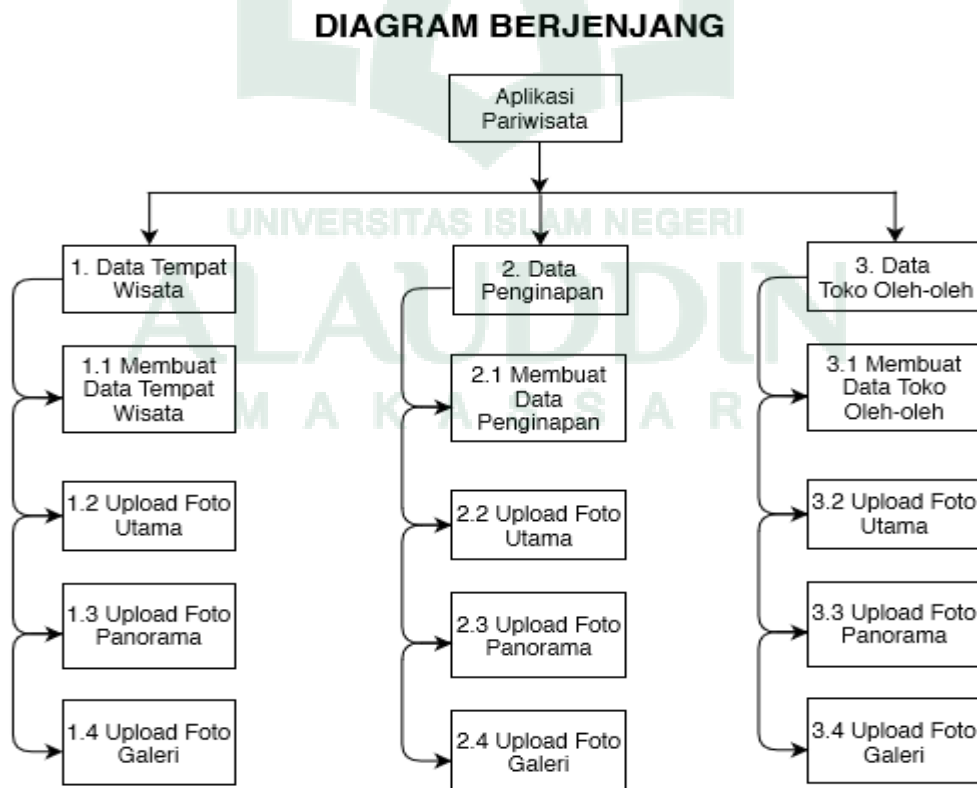 DIAGRAM BERJENJANG
Aplikasi
Pariwisata
UNIVERSITAS ISLAM NEGERI
ALAUDDIN
MAKASSAR
1. Data Tempat
Wisata
1.1 Membuat
Data Tempat
Wisata
1.2 Upload Foto
Utama
1.3 Upload Foto
Panorama
1.4 Upload Foto
Galeri
2. Data
Penginapan
2.1 Membuat
Data
Penginapan
2.2 Upload Foto
Utama
2.3 Upload Foto
Panorama
2.4 Upload Foto
Galeri
3. Data
Toko Oleh-oleh
3.1 Membuat
Data Toko
Oleh-oleh
3.2 Upload Foto
Utama
3.3 Upload Foto
Panorama
3.4 Upload Foto
Galeri